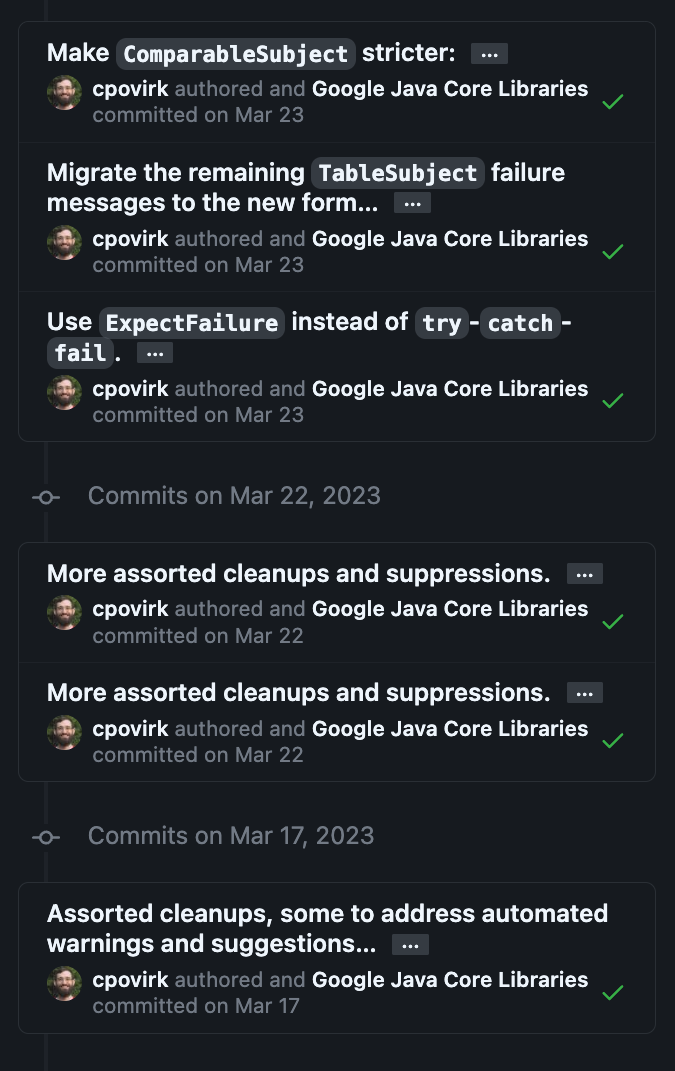 Make ComparableSubject stricter: ...
cpovirk authored and Google Java Core Libraries
committed on Mar 23
Migrate the remaining TableSubject failure
messages to the new form... ...
cpovirk authored and Google Java Core Libraries
committed on Mar 23
Use ExpectFailure instead of try-catch-
fail. ...
cpovirk authored and Google Java Core Libraries
committed on Mar 23
Commits on Mar 22, 2023
More assorted cleanups and suppressions. ...
cpovirk authored and Google Java Core Libraries
committed on Mar 22
More assorted cleanups and suppressions. ...
cpovirk authored and Google Java Core Libraries
committed on Mar 22
Commits on Mar 17, 2023
Assorted cleanups, some to address automated
warnings and suggestions... ...
cpovirk authored and Google Java Core Libraries
committed on Mar 17